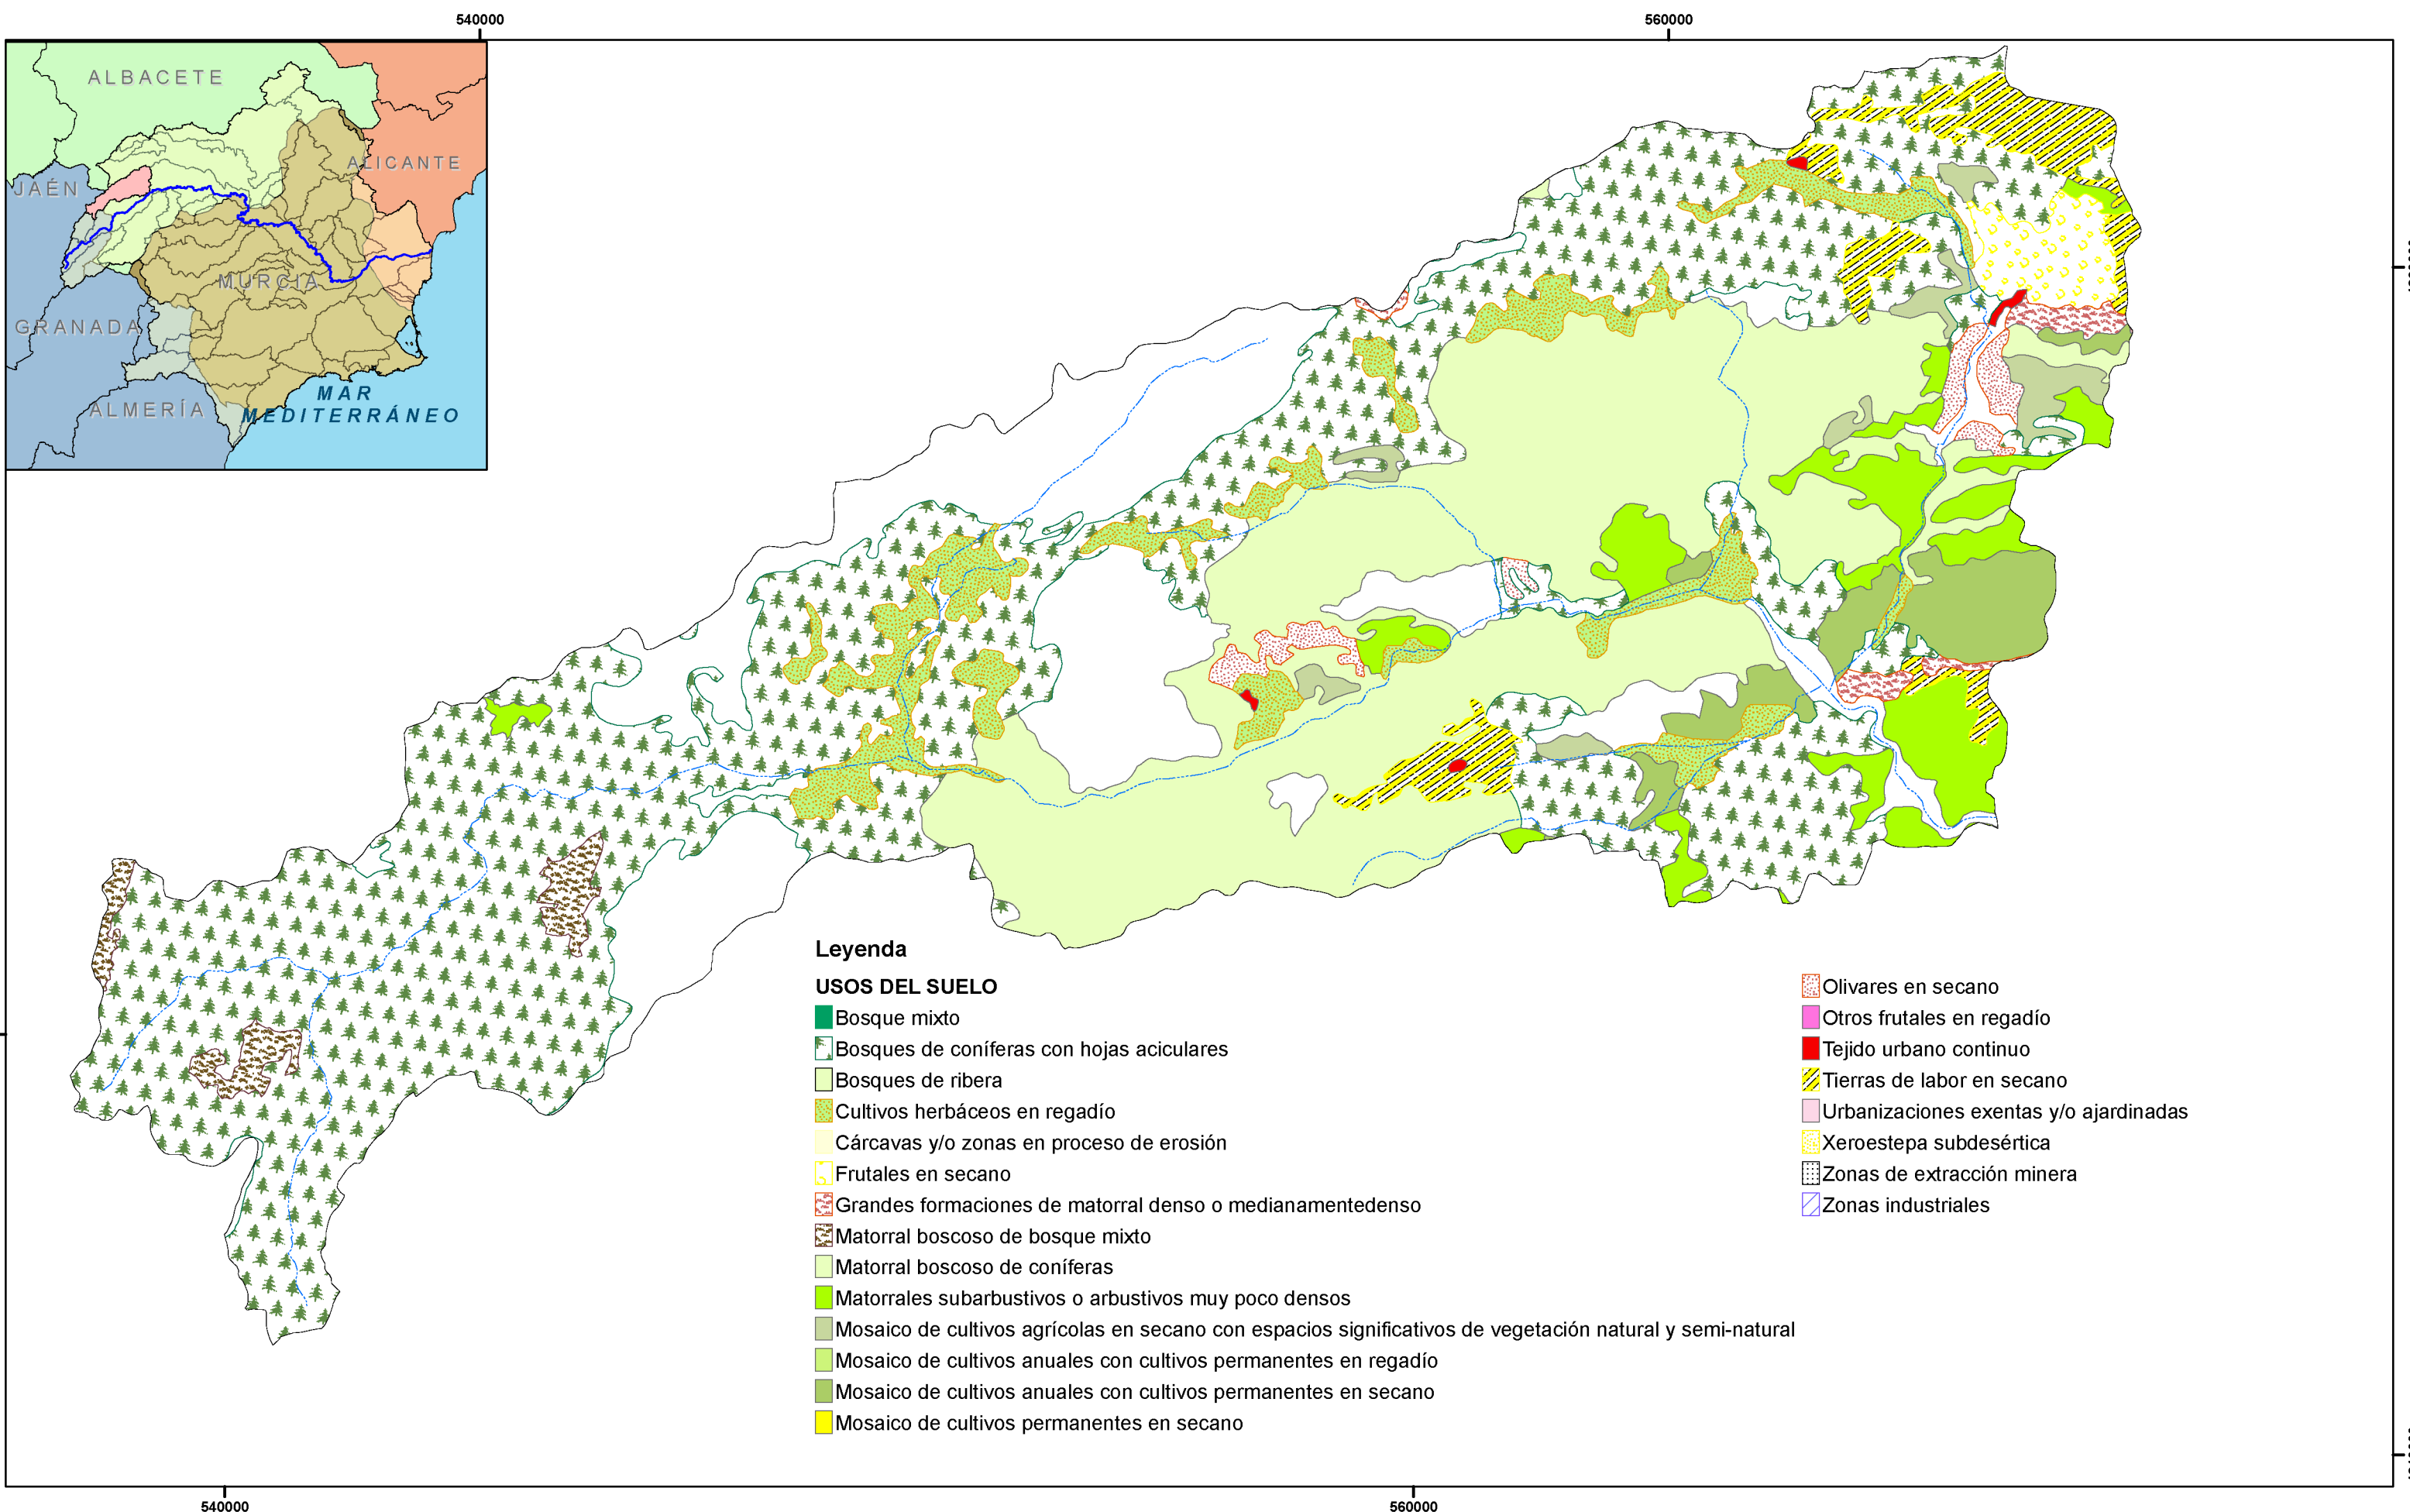 540000
560000
ALBACETE
ALICANTE
JAÉN
MURCIA
GRANADA
ALMERÍA
MAR
MEDITERRÁNEO
Leyenda
USOS DEL SUELO
Bosque mixto
Bosques de coníferas con hojas aciculares
Bosques de ribera
Cultivos herbáceos en regadío
Cárcavas y/o zonas en proceso de erosión
Frutales en secano
Grandes formaciones de matorral denso o medianamentedenso
Matorral boscoso de bosque mixto
Matorral boscoso de coníferas
Matorrales subarbustivos o arbustivos muy poco densos
Mosaico de cultivos agrícolas en secano con espacios significativos de vegetación natural y semi-natural
Mosaico de cultivos anuales con cultivos permanentes en regadío
Mosaico de cultivos anuales con cultivos permanentes en secano
Mosaico de cultivos permanentes en secano
Olivares en secano
Otros frutales en regadío
Tejido urbano continuo
Tierras de labor en secano
Urbanizaciones exentas y/o ajardinadas
Xeroestepa subdesértica
Zonas de extracción minera
Zonas industriales
540000
560000